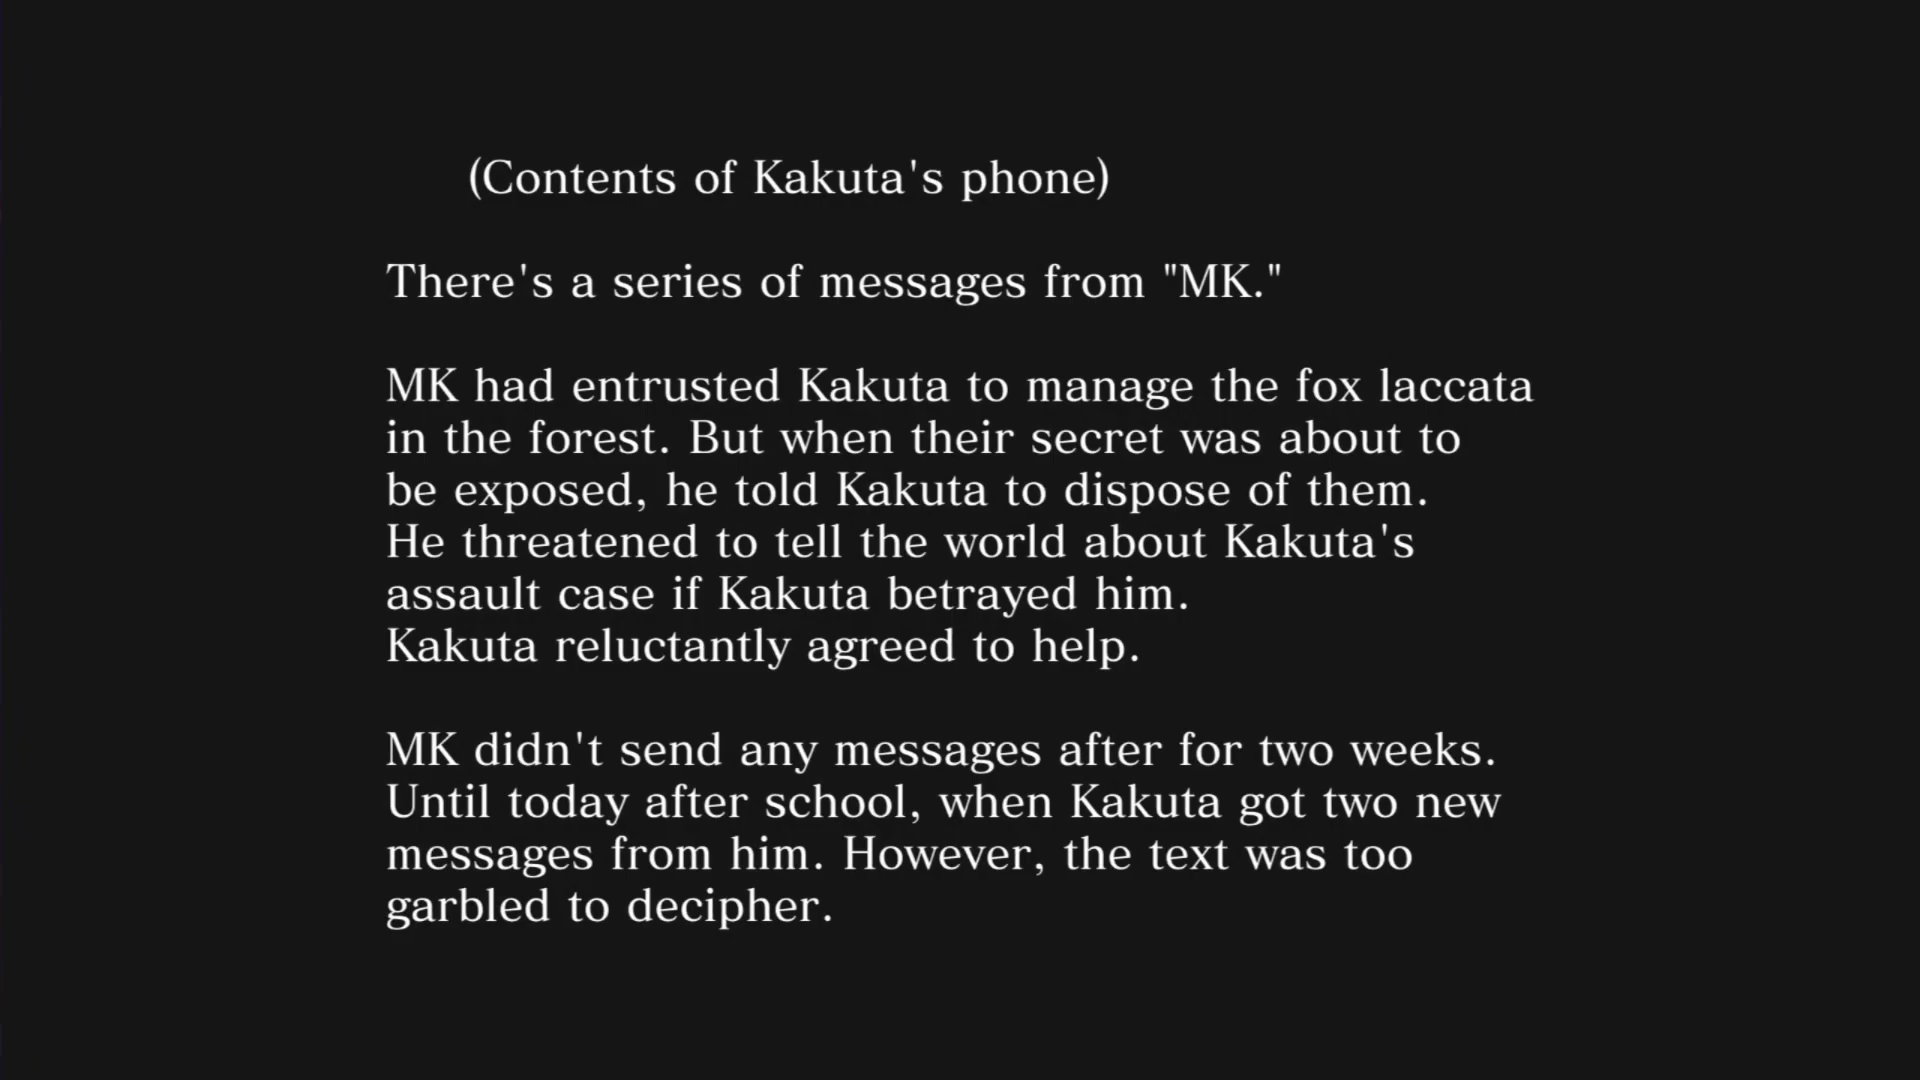 (Contents of Kakuta's phone)
There's a series of messages from "MK."
MK had entrusted Kakuta to manage the fox laccata
in the forest. But when their secret was about to
be exposed, he told Kakuta to dispose of them.
He threatened to tell the world about Kakuta's
assault case if Kakuta betrayed him.
Kakuta reluctantly agreed to help.
MK didn't send any messages after for two weeks.
Until today after school, when Kakuta got two new
messages from him. However, the text was too
garbled to decipher.